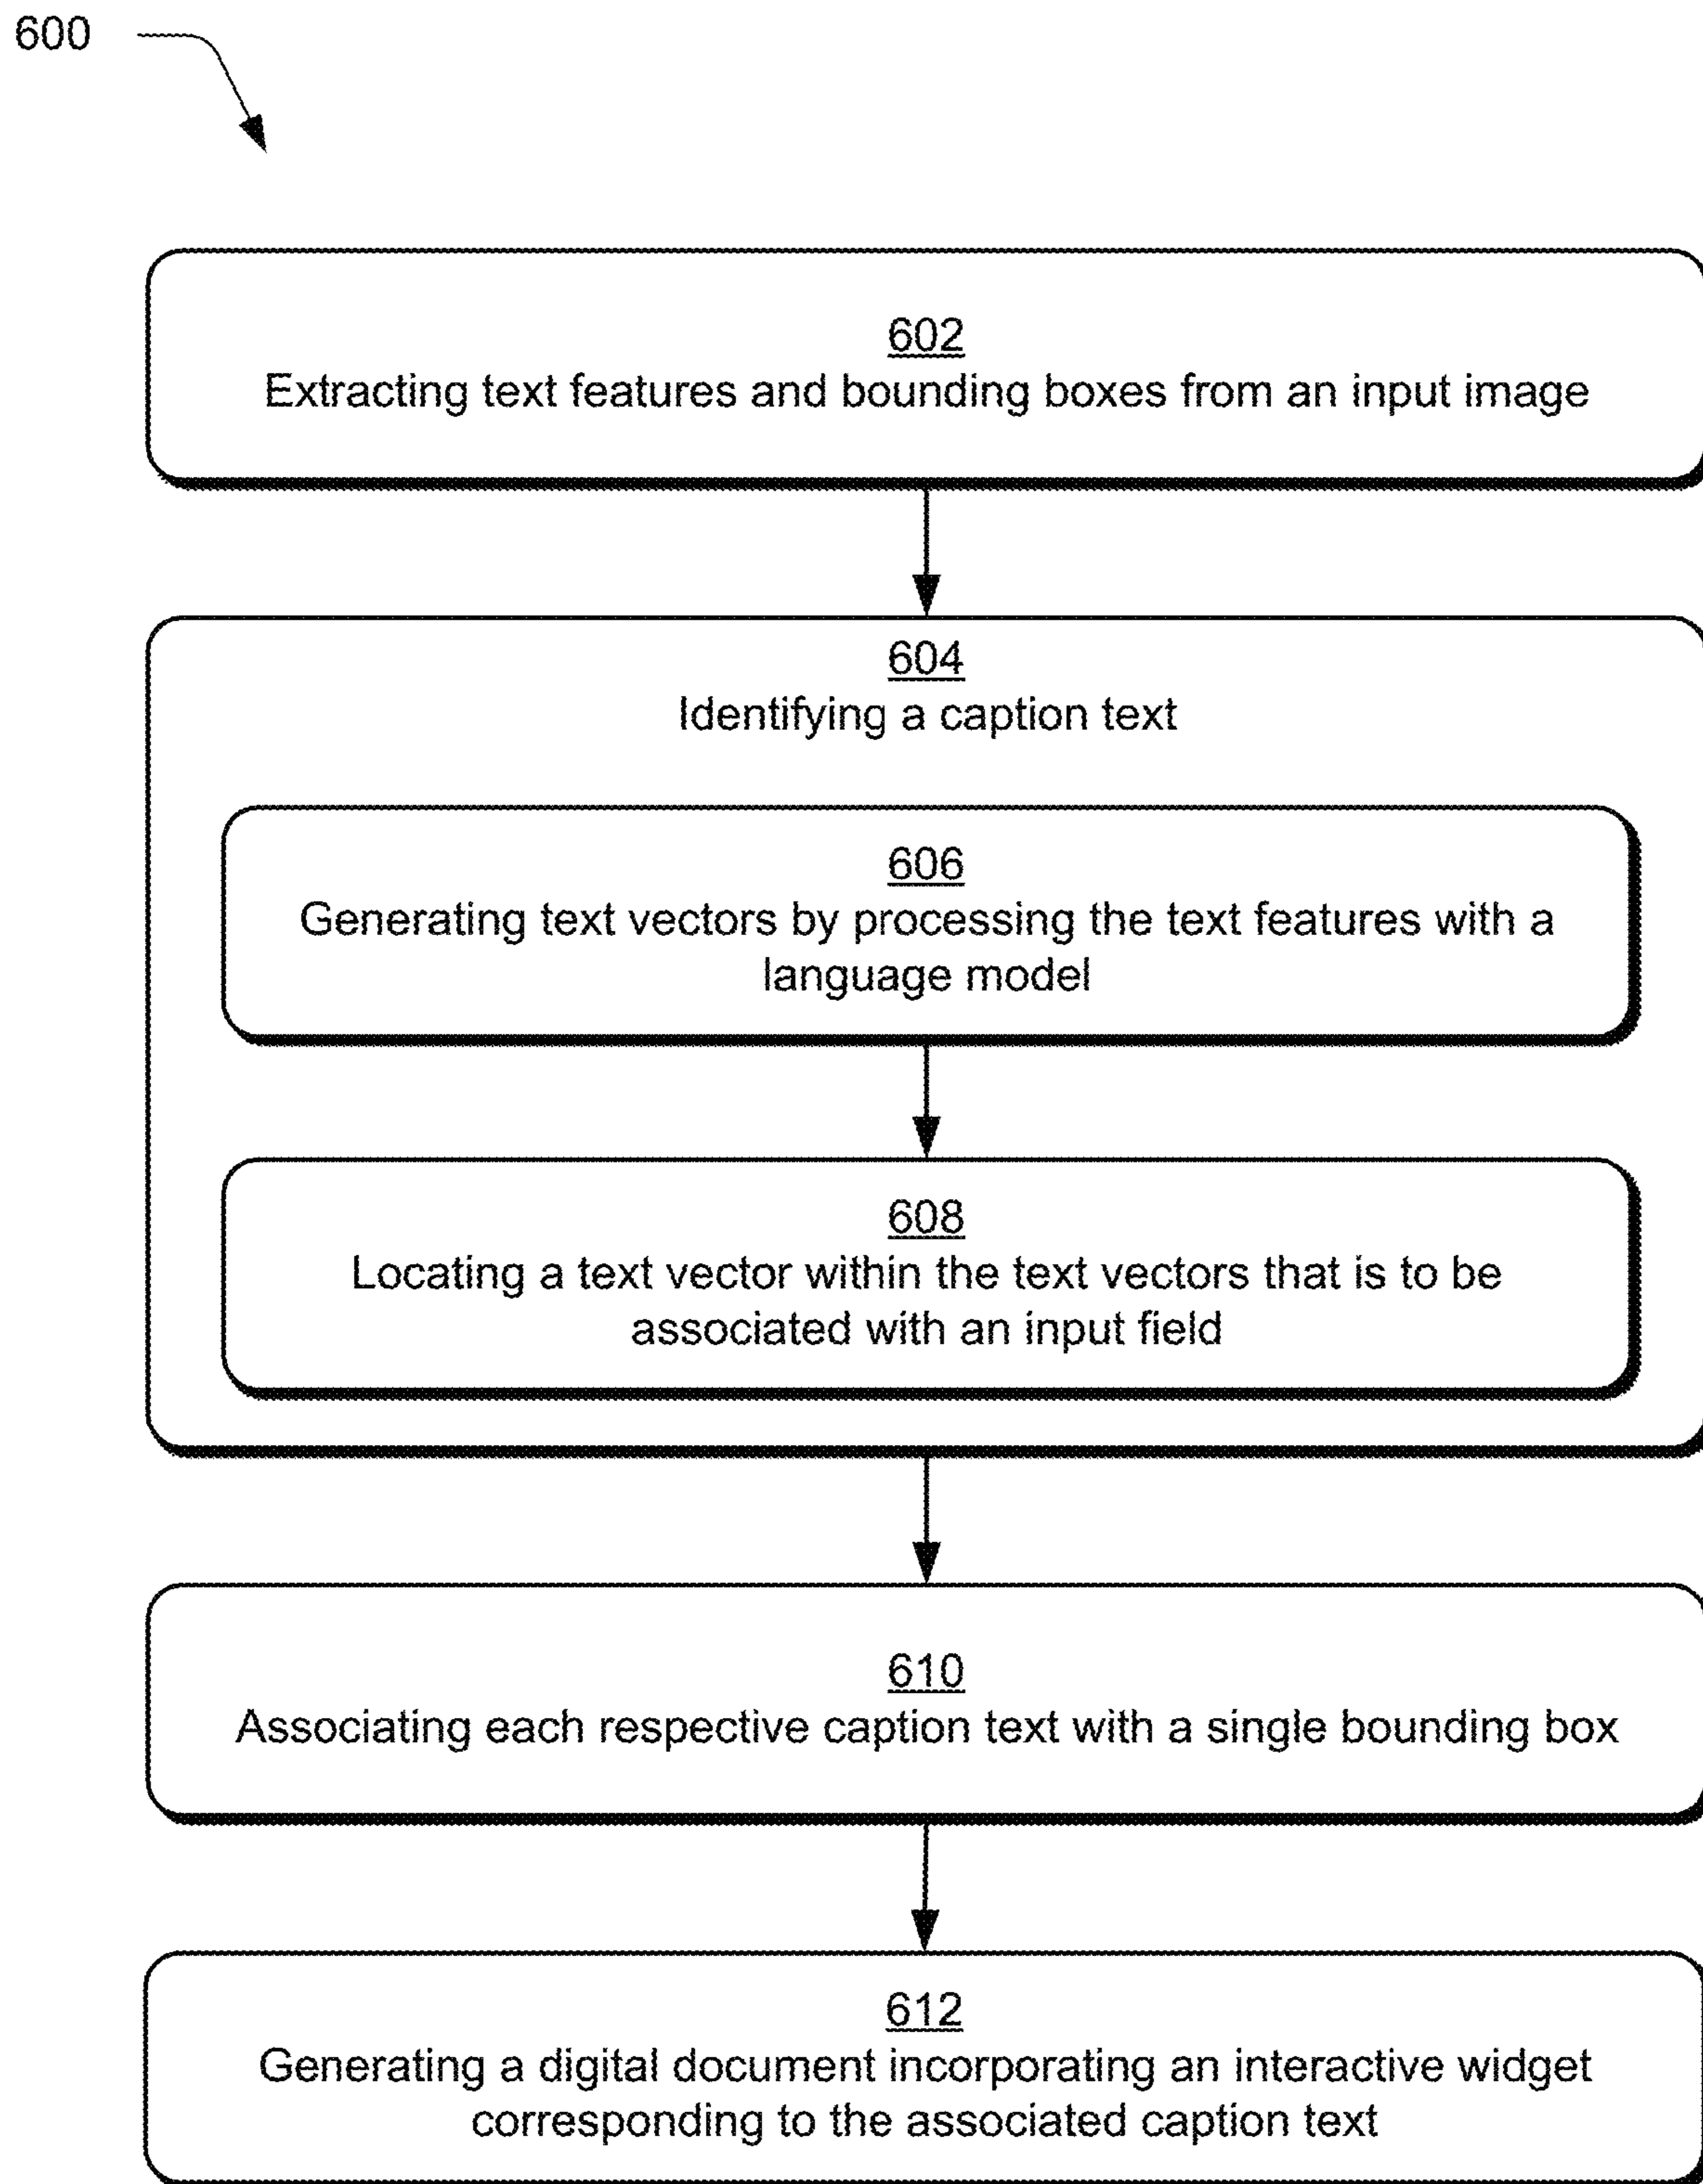 600
602
Extracting text features and bounding boxes from an input image
604
Identifying a caption text
606
Generating text vectors by processing the text features with a
language model
608
Locating a text vector within the text vectors that is to be
associated with an input field
610
Associating each respective caption text with a single bounding box
612
Generating a digital document incorporating an interactive widget
corresponding to the associated caption text